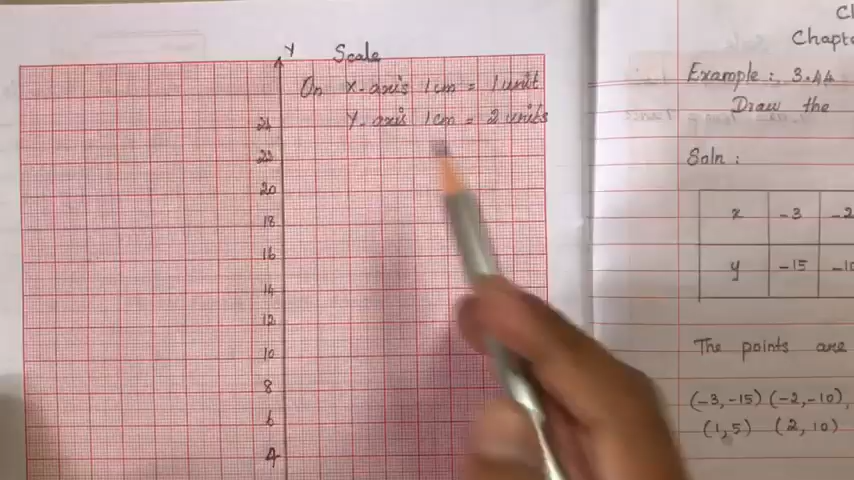 Y
Scale
On X-axis 1cm = 1 unit
Y-axis 1cm = 2 units
24
22
20
18
16
14
12
10
8
6
4
Example: 3.44
Draw the
Soln:
x -3 -2
y -15 -10
The points are
(-3,-15) (-2,-10),
(1,5) (2,10)